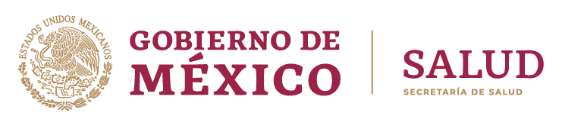 ESTADOS UNIDOS MEXICANOS
GOBIERNO DE
MÉXICO
SALUD
SECRETARÍA DE SALUD